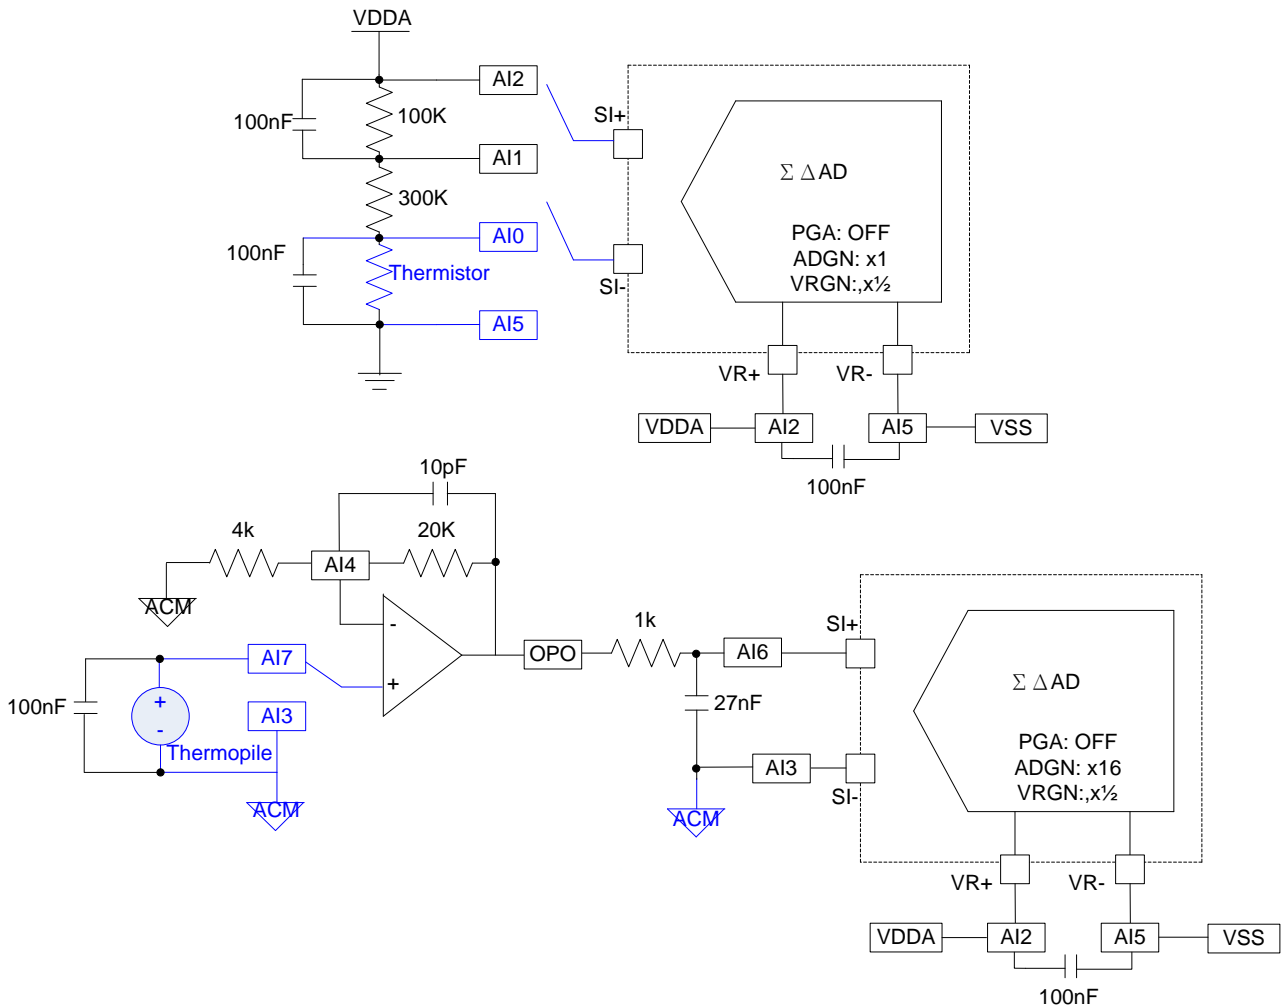 VDDA
AI2
100nF
100K
AI1
300K
AI0
100nF
Thermistor
AI5
SI+
SI-
Σ ΔAD
PGA: OFF
ADGN: x1
VRGN:,x½
VR+
VR-
VDDA
AI2
AI5
VSS
100nF
10pF
4k
AI4
20K
ACM
-
+
AI7
OPO
1k
AI6
100nF
+
-
Thermopile
AI3
ACM
27nF
AI3
ACM
SI+
SI-
Σ ΔAD
PGA: OFF
ADGN: x16
VRGN:,x½
VR+
VR-
VDDA
AI2
AI5
VSS
100nF